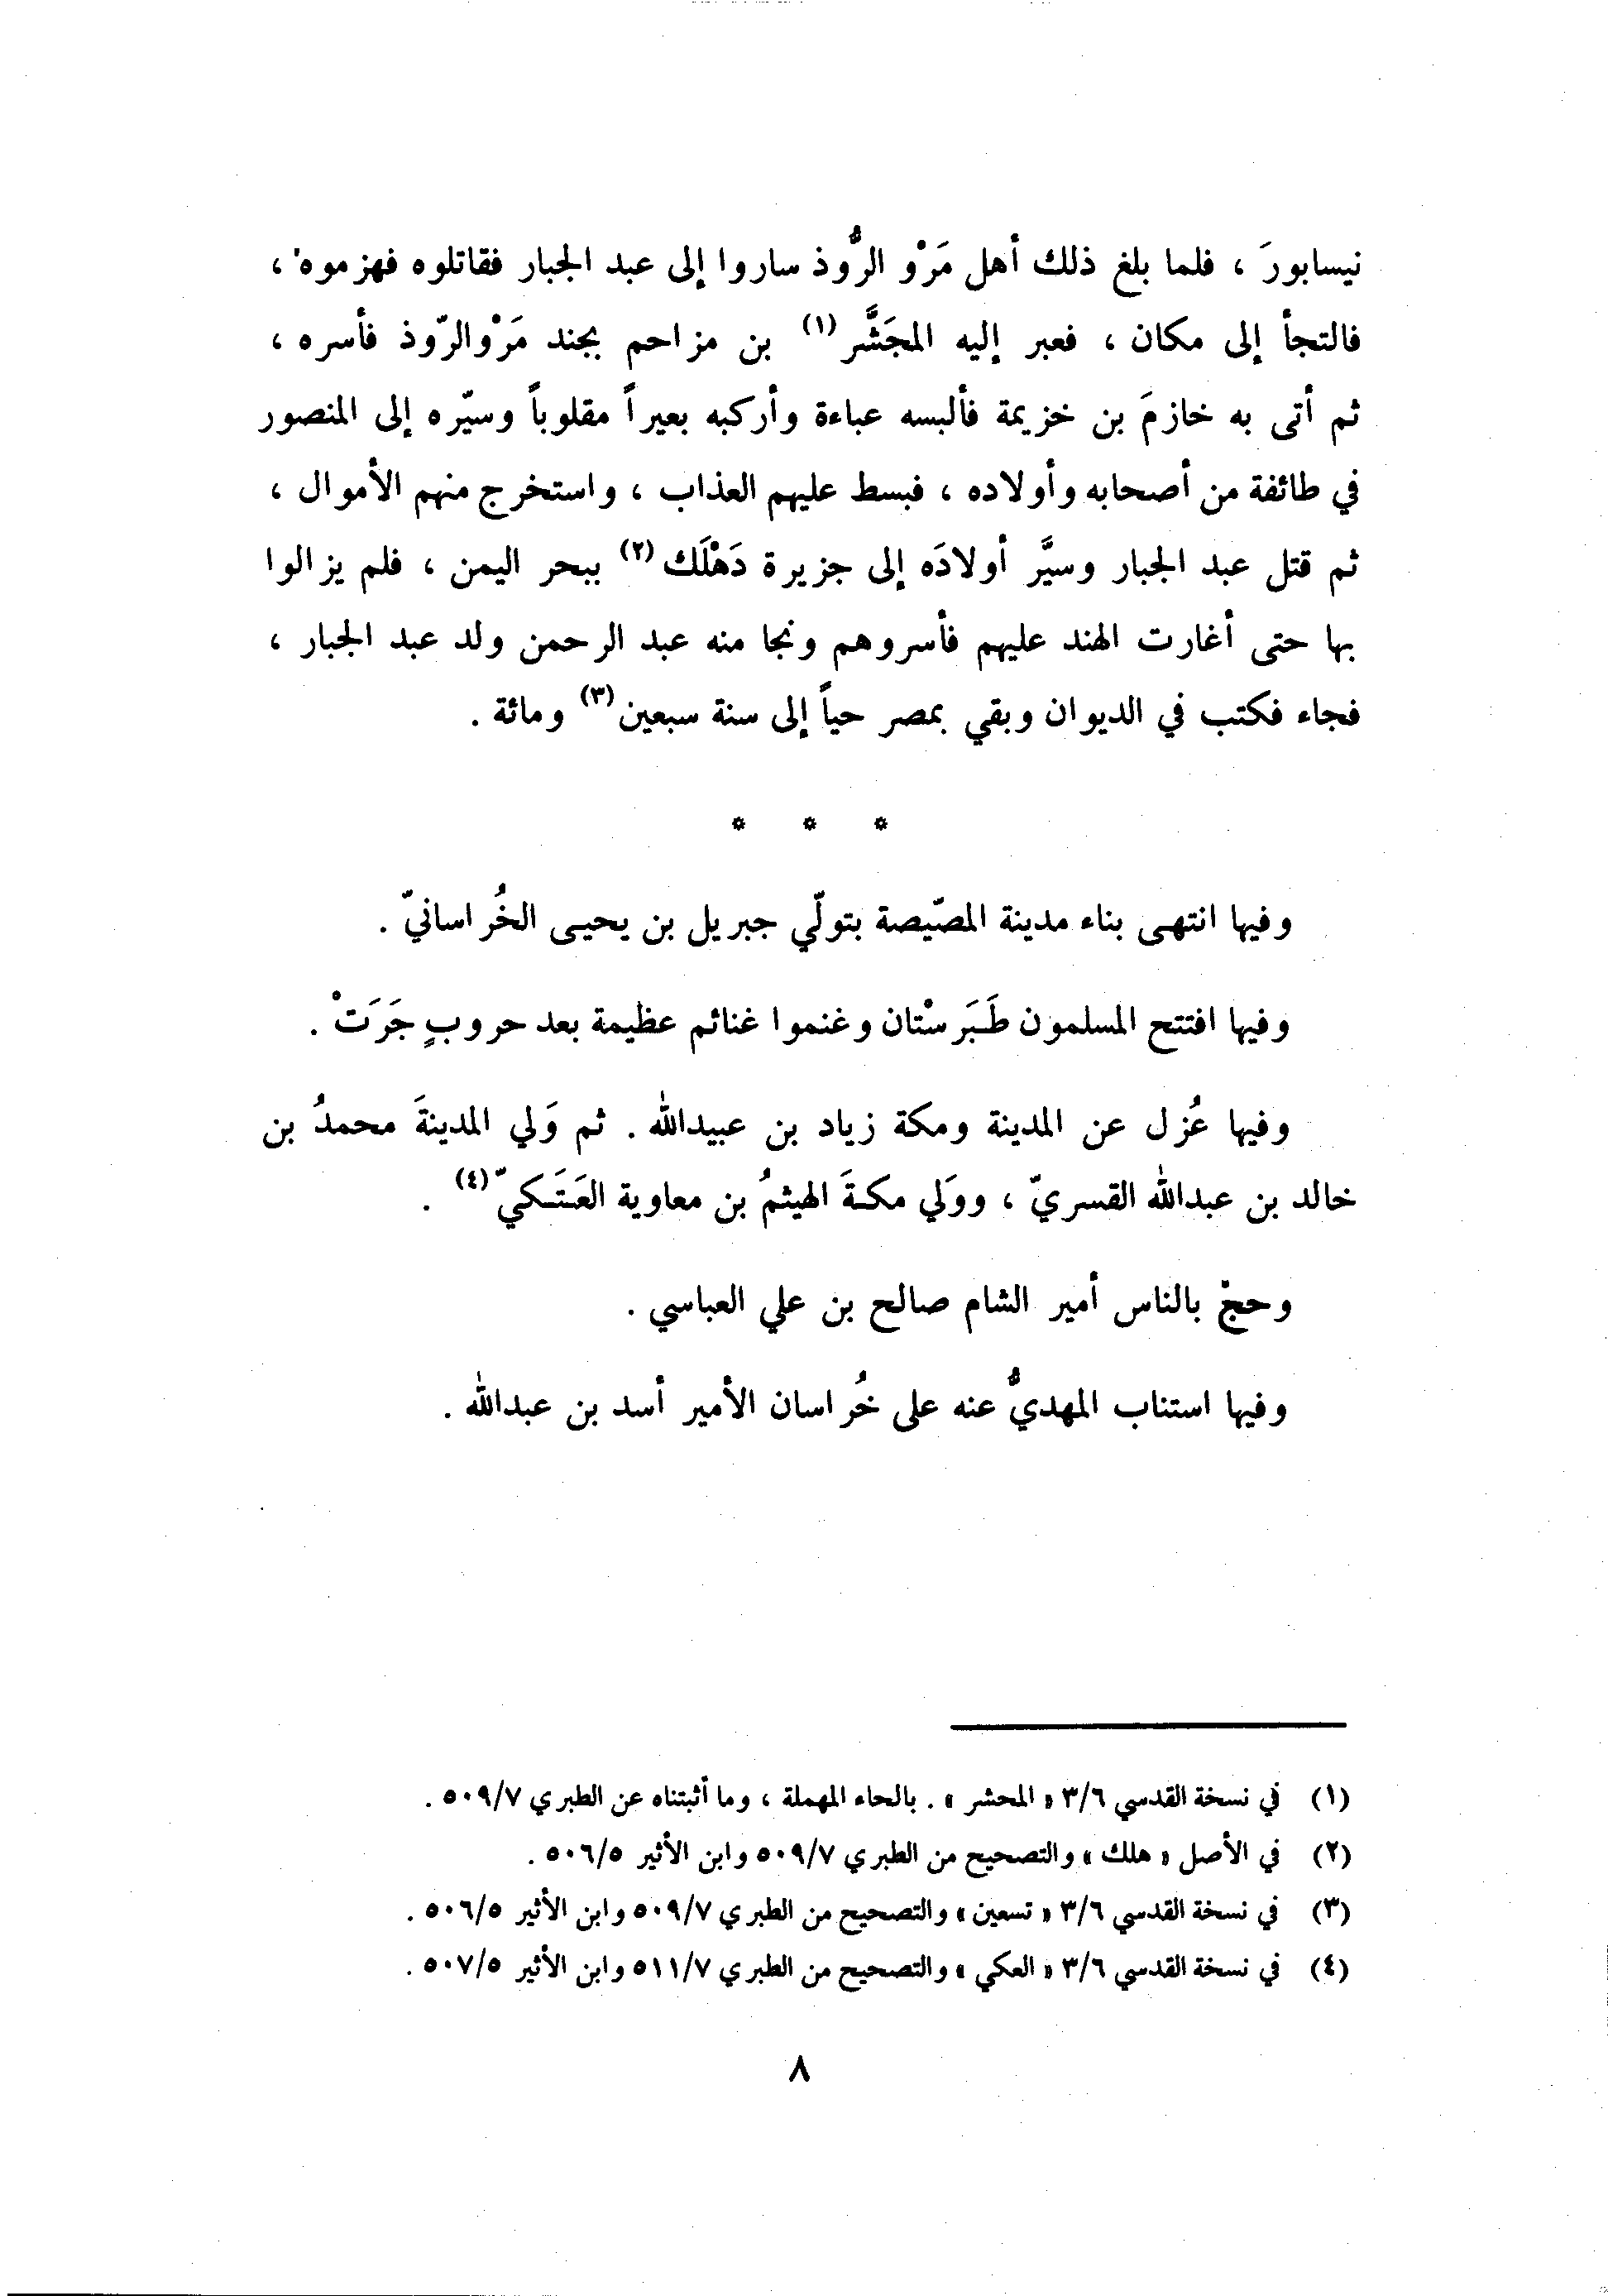 نيسابورَ ، فلما بلغ ذلك أهل مَرْو الرُّوذ ساروا إلى عبد الجبار فقاتلوه فهزموه ،
فالتجأ إلى مكان ، فعبر إليه المجَشَّر (١) بن مزاحم بجند مَرْوالرّوذ فأسره ،
ثم أتى به خازمَ بن خزيمة فألبسه عباءة وأركبه بعيراً مقلوباً وسيّره إلى المنصور
في طائفة من أصحابه وأولاده ، فبسط عليهم العذاب ، واستخرج منهم الأموال ،
ثم قتل عبد الجبار وسيَّر أولادَه إلى جزيرة دَهْلَك (٢) ببحر اليمن ، فلم يزالوا
بها حتى أغارت الهند عليهم فأسروهم ونجا منه عبد الرحمن ولد عبد الجبار ،
فجاء فكتب في الديوان وبقي بمصر حياً إلى سنة سبعين (٣) ومائة .
* * *
وفيها انتهى بناء مدينة المصّيصة بتولّي جبريل بن يحيى الخُراسانيّ .
وفيها افتتح المسلمون طَبَرسْتان وغنموا غنائم عظيمة بعد حروبٍ جَرَتْ .
وفيها عُزل عن المدينة ومكة زياد بن عبيدالله . ثم وَلي المدينةَ محمدُ بن
خالد بن عبدالله القسريّ ، ووَلي مكةَ الهيثمُ بن معاوية العَتَكيّ (٤) .
وحجّ بالناس أمير الشام صالح بن علي العباسي .
وفيها استناب المهديُّ عنه على خُراسان الأمير أسد بن عبدالله .
(١) في نسخة القدسي ٣/٦ « المحشر » . بالحاء المهملة ، وما أثبتناه عن الطبري ٥٠٩/٧ .
(٢) في الأصل « هلك » والتصحيح من الطبري ٥٠٩/٧ وابن الأثير ٥٠٦/٥ .
(٣) في نسخة القدسي ٣/٦ « تسعين » والتصحيح من الطبري ٥٠٩/٧ وابن الأثير ٥٠٦/٥ .
(٤) في نسخة القدسي ٣/٦ « العكي » والتصحيح من الطبري ٥١١/٧ وابن الأثير ٥٠٧/٥ .
٨